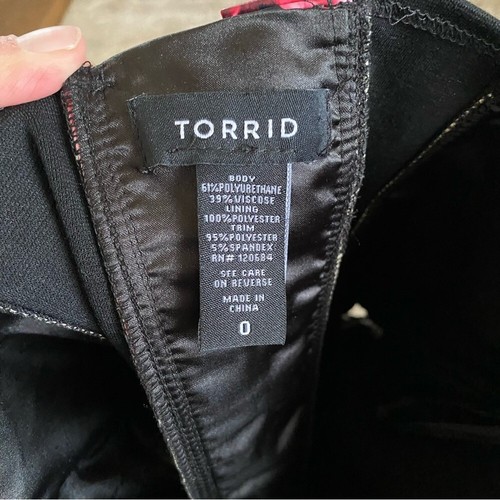 TORRID
BODY
61%POLYURETHANE
39%VISCOSE
LINING
100%POLYESTER
TRIM
95%POLYESTER
5%SPANDEX
RN# 120684
SEE CARE
ON REVERSE
MADE IN
CHINA
0